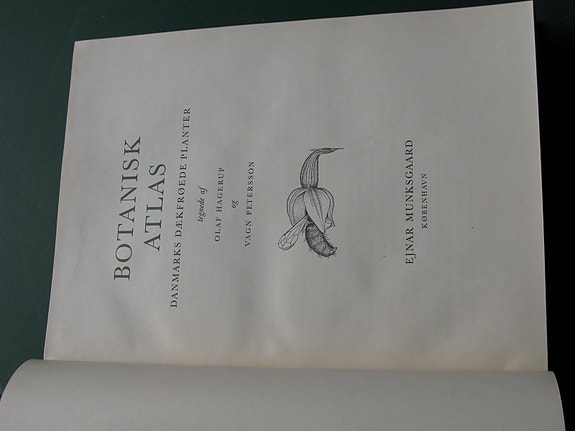 BOTANISK
ATLAS
DANMARKS DÆKFRØEDE PLANTER
tegnede af
OLAF HAGERUP
og
VAGN PETERSSON
EJNAR MUNKSGAARD
KØBENHAVN